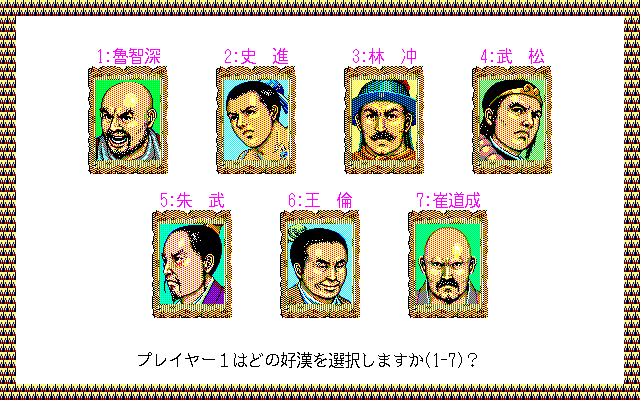 1:魯智深
2:史　進
3:林　冲
4:武　松
5:朱　武
6:王　倫
7:崔道成
プレイヤー１はどの好漢を選択しますか(1-7)？